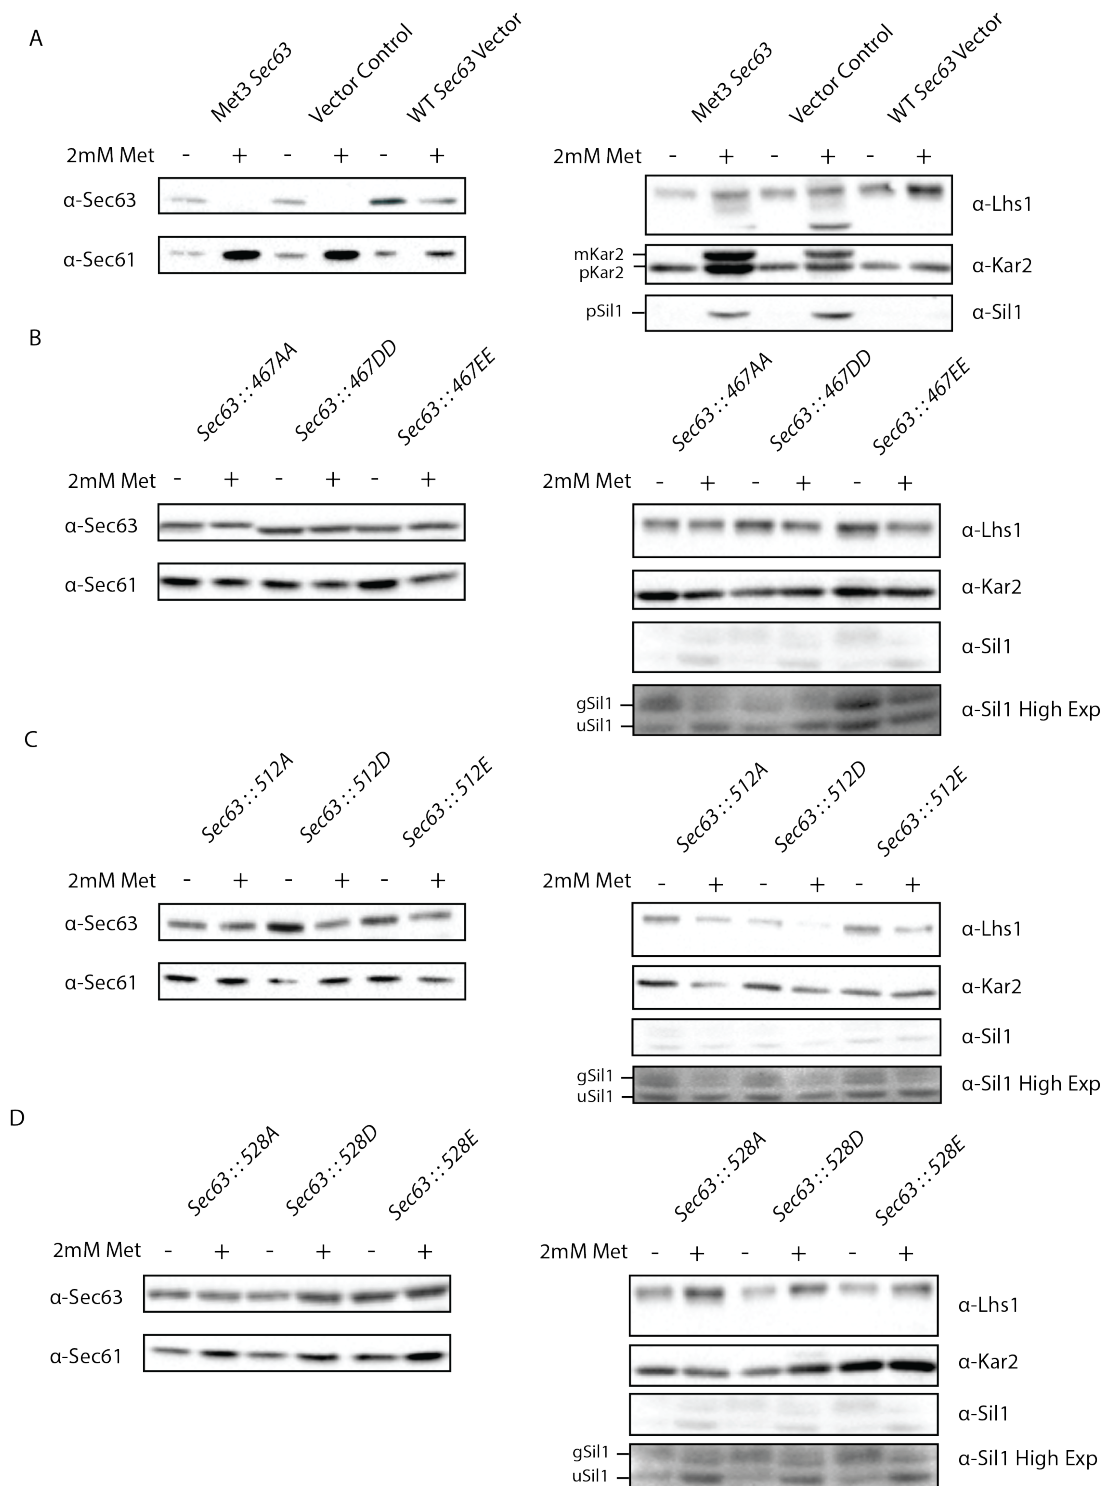 A
Met3 Sec63
Vector Control
WT Sec63 Vector
2mM Met - + - + - +
α-Sec63
α-Sec61
Met3 Sec63
Vector Control
WT Sec63 Vector
2mM Met - + - + - +
α-Lhs1
mKar2
pKar2
α-Kar2
pSil1
α-Sil1
B
Sec63::467AA
Sec63::467DD
Sec63::467EE
2mM Met - + - + - +
α-Sec63
α-Sec61
Sec63::467AA
Sec63::467DD
Sec63::467EE
2mM Met - + - + - +
α-Lhs1
α-Kar2
α-Sil1
gSil1
uSil1
α-Sil1 High Exp
C
Sec63::512A
Sec63::512D
Sec63::512E
2mM Met - + - + - +
α-Sec63
α-Sec61
Sec63::512A
Sec63::512D
Sec63::512E
2mM Met - + - + - +
α-Lhs1
α-Kar2
α-Sil1
gSil1
uSil1
α-Sil1 High Exp
D
Sec63::528A
Sec63::528D
Sec63::528E
2mM Met - + - + - +
α-Sec63
α-Sec61
Sec63::528A
Sec63::528D
Sec63::528E
2mM Met - + - + - +
α-Lhs1
α-Kar2
α-Sil1
gSil1
uSil1
α-Sil1 High Exp